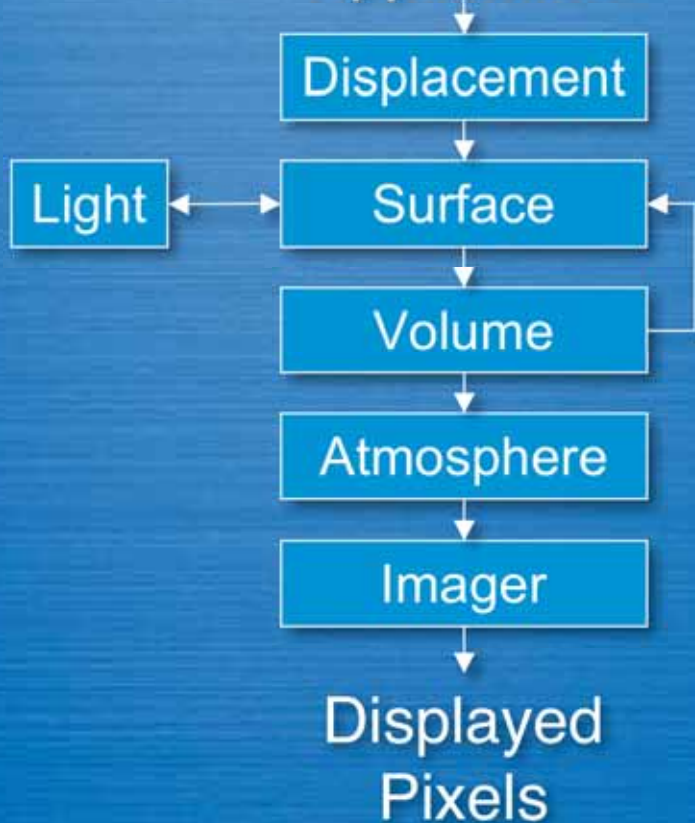 Displacement
Light
Surface
Volume
Atmosphere
Imager
Displayed
Pixels